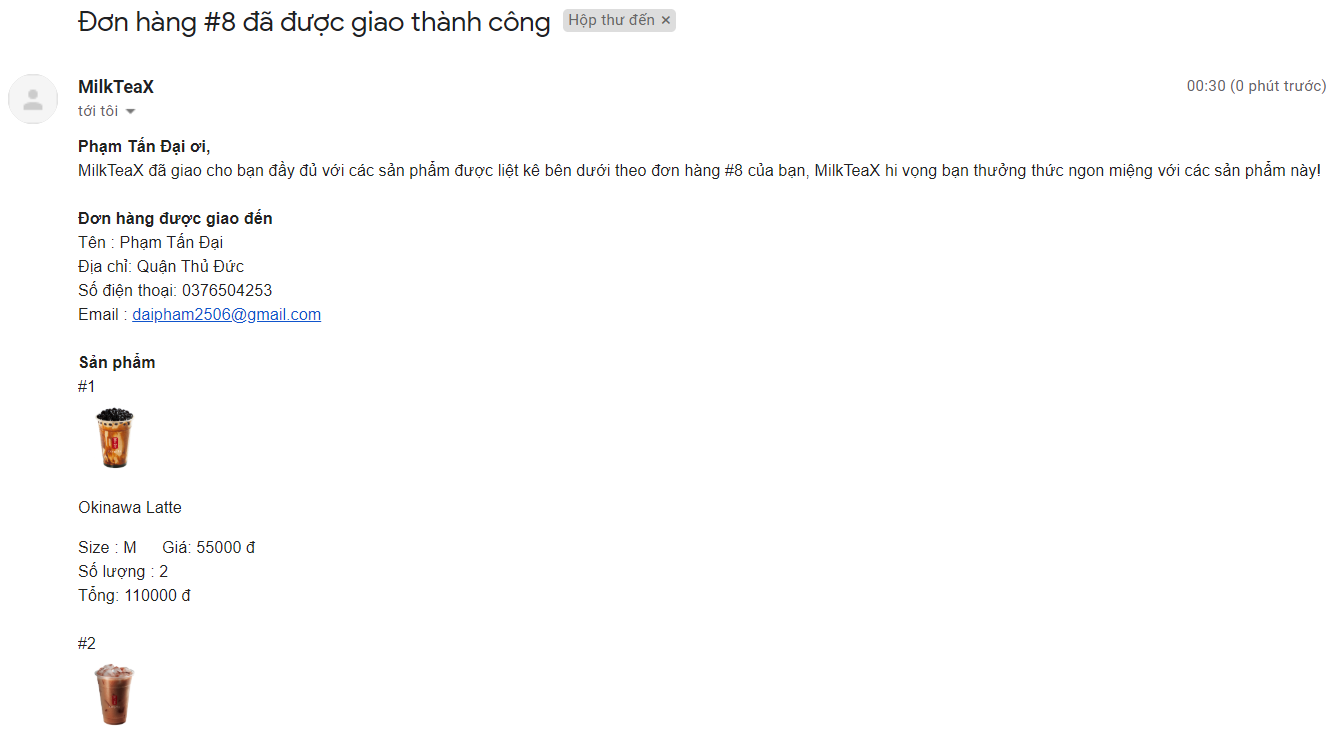 Đơn hàng #8 đã được giao thành công Hộp thư đến ×
MilkTeaX 00:30 (0 phút trước)
tới tôi
Phạm Tấn Đại ơi,
MilkTeaX đã giao cho bạn đầy đủ với các sản phẩm được liệt kê bên dưới theo đơn hàng #8 của bạn, MilkTeaX hi vọng bạn thưởng thức ngon miệng với các sản phẩm này!
Đơn hàng được giao đến
Tên : Phạm Tấn Đại
Địa chỉ: Quận Thủ Đức
Số điện thoại: 0376504253
Email : daipham2506@gmail.com
Sản phẩm
#1
Okinawa Latte
Size : M Giá: 55000 đ
Số lượng : 2
Tổng: 110000 đ
#2